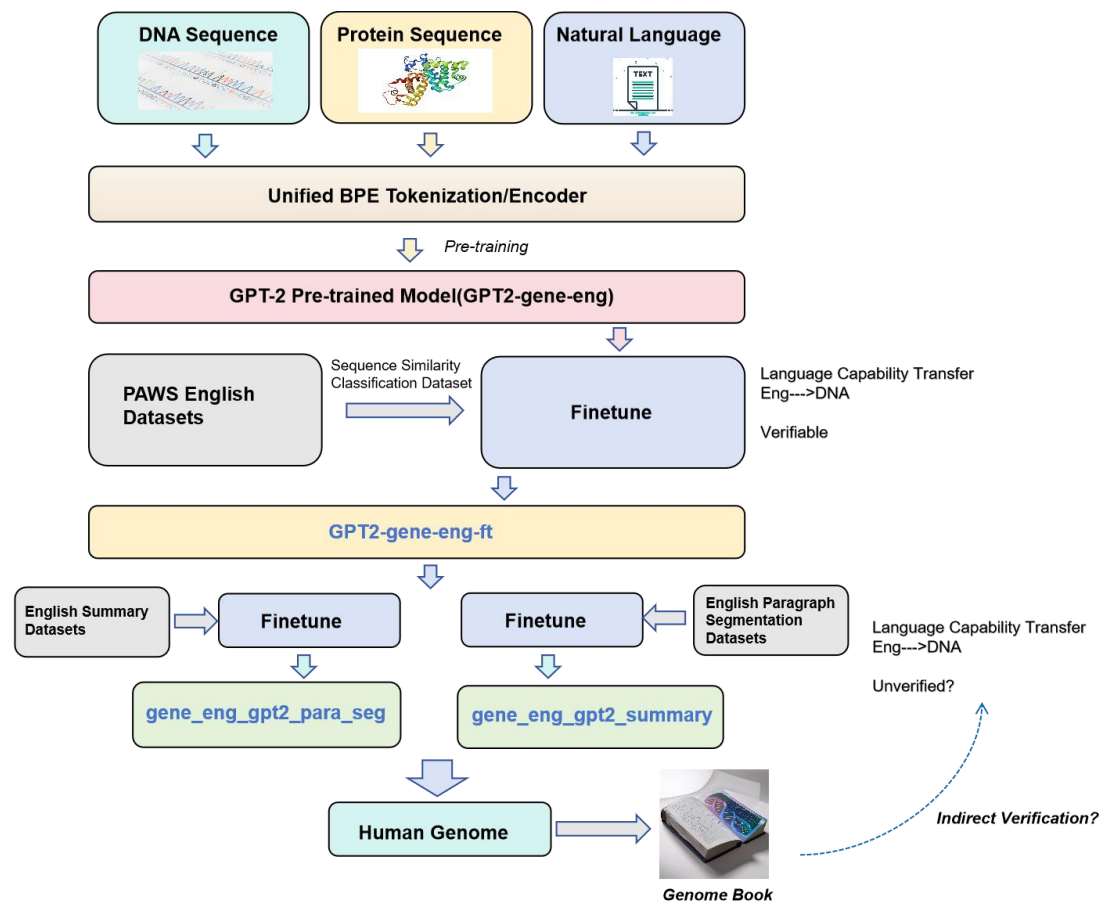 DNA Sequence
Protein Sequence
Natural Language
TEXT
Unified BPE Tokenization/Encoder
Pre-training
GPT-2 Pre-trained Model(GPT2-gene-eng)
PAWS English
Datasets
Sequence Similarity
Classification Dataset
Finetune
Language Capability Transfer
Eng--->DNA
Verifiable
GPT2-gene-eng-ft
English Summary
Datasets
Finetune
Finetune
English Paragraph
Segmentation
Datasets
Language Capability Transfer
Eng--->DNA
Unverified?
gene_eng_gpt2_para_seg
gene_eng_gpt2_summary
Human Genome
Indirect Verification?
Genome Book